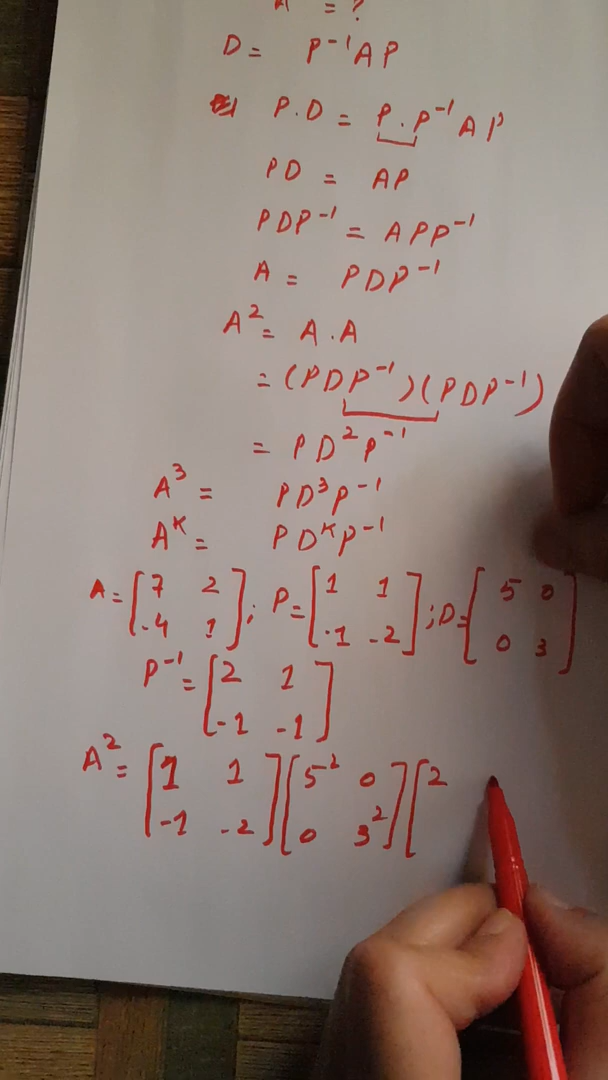 = ?
D = P⁻¹AP
P.D = P.P⁻¹AP
PD = AP
PDP⁻¹ = APP⁻¹
A = PDP⁻¹
A² = A.A
= (PDP⁻¹)(PDP⁻¹)
= PD²P⁻¹
A³ = PD³P⁻¹
Aᴷ = PDᴷP⁻¹
A = [7 2; -4 1]; P = [1 1; -1 -2]; D = [5 0; 0 3]
P⁻¹ = [2 1; -1 -1]
A² = [1 1; -1 -2][5² 0; 0 3²][2